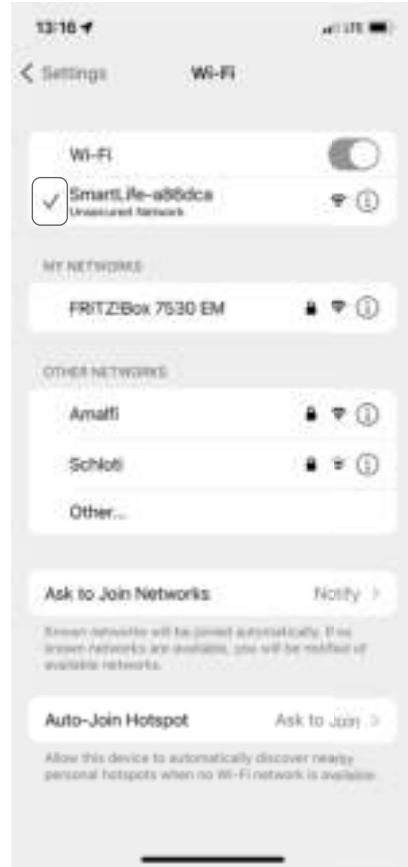 13:16
LTE
Settings
Wi-Fi
Wi-Fi
SmartLife-a86dca
Unsecured Network
MY NETWORKS
FRITZ!Box 7530 EM
OTHER NETWORKS
Amalfi
Schloti
Other...
Ask to Join Networks Notify
Known networks will be joined automatically. If no
known networks are available, you will be notified of
available networks.
Auto-Join Hotspot Ask to Join
Allow this device to automatically discover nearby
personal hotspots when no Wi-Fi network is available.